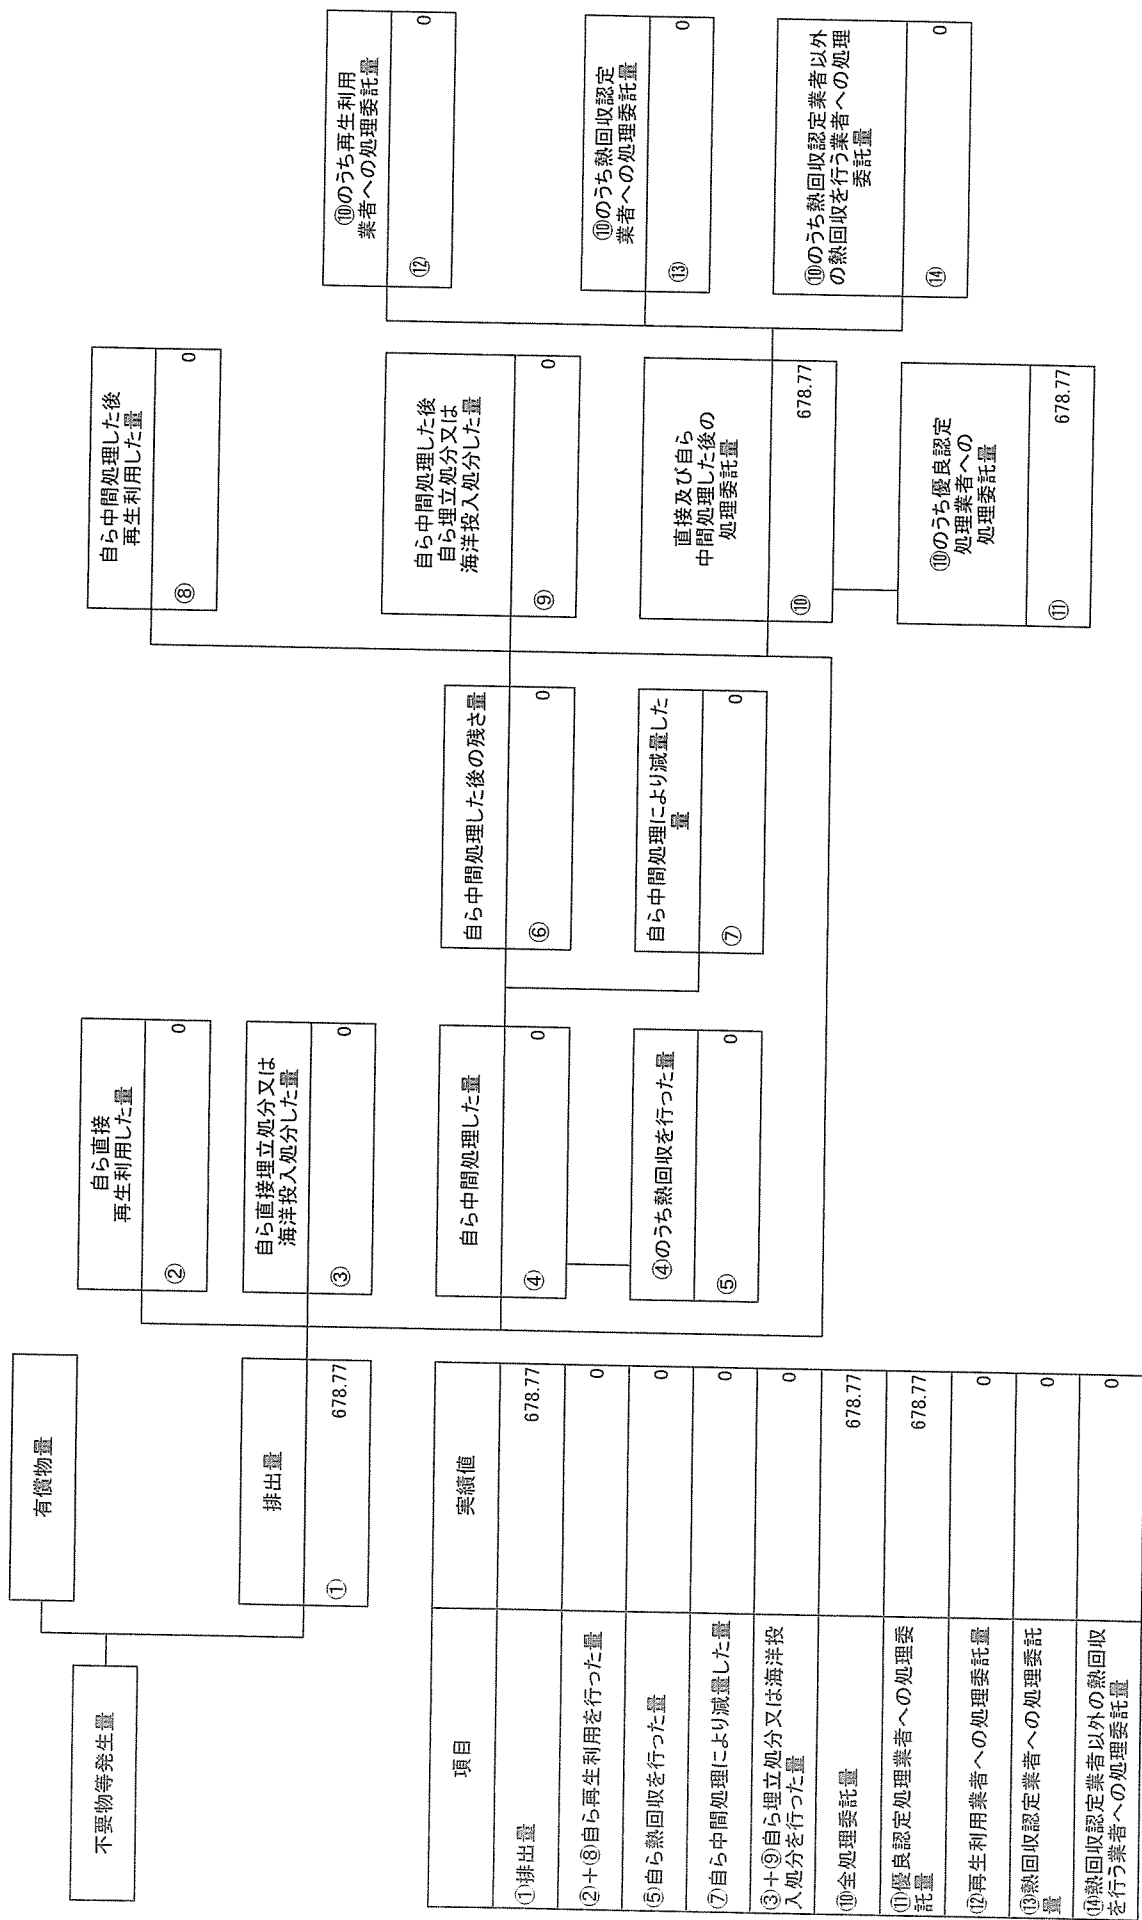 不要物等発生量
有償物量
排出量
① 678.77
自ら直接
再生利用した量
② 0
自ら直接埋立処分又は
海洋投入処分した量
③ 0
自ら中間処理した量
④ 0
④のうち熱回収を行った量
⑤ 0
自ら中間処理した後の残さ量
⑥ 0
自ら中間処理により減量した
量
⑦ 0
自ら中間処理した後
再生利用した量
⑧ 0
自ら中間処理した後
自ら埋立処分又は
海洋投入処分した量
⑨ 0
直接及び自ら
中間処理した後の
処理委託量
⑩ 678.77
⑩のうち優良認定
処理業者への
処理委託量
⑪ 678.77
⑩のうち再生利用
業者への処理委託量
⑫ 0
⑩のうち熱回収認定
業者への処理委託量
⑬ 0
⑩のうち熱回収認定業者以外
の熱回収を行う業者への処理
委託量
⑭ 0
項目 実績値
①排出量 678.77
②+⑧自ら再生利用を行った量 0
⑤自ら熱回収を行った量 0
⑦自ら中間処理により減量した量 0
③+⑨自ら埋立処分又は海洋投
入処分を行った量 0
⑩全処理委託量 678.77
⑪優良認定処理業者への処理委
託量 678.77
⑫再生利用業者への処理委託量 0
⑬熱回収認定業者への処理委託
量 0
⑭熱回収認定業者以外の熱回収
を行う業者への処理委託量 0